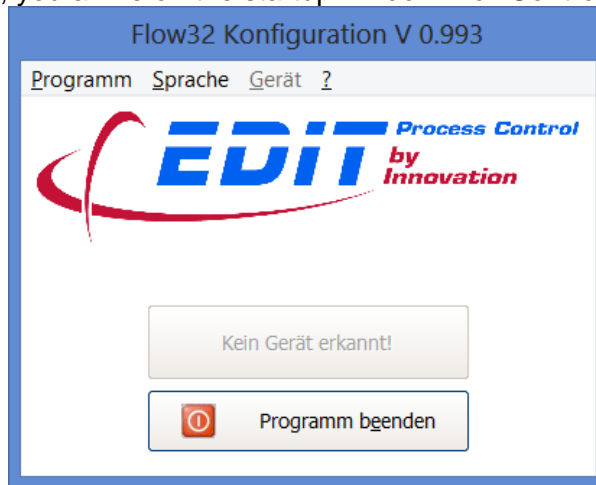 Flow32 Konfiguration V 0.993
Programm Sprache Gerät ?
EDIT Process Control
by
Innovation
Kein Gerät erkannt!
Programm beenden